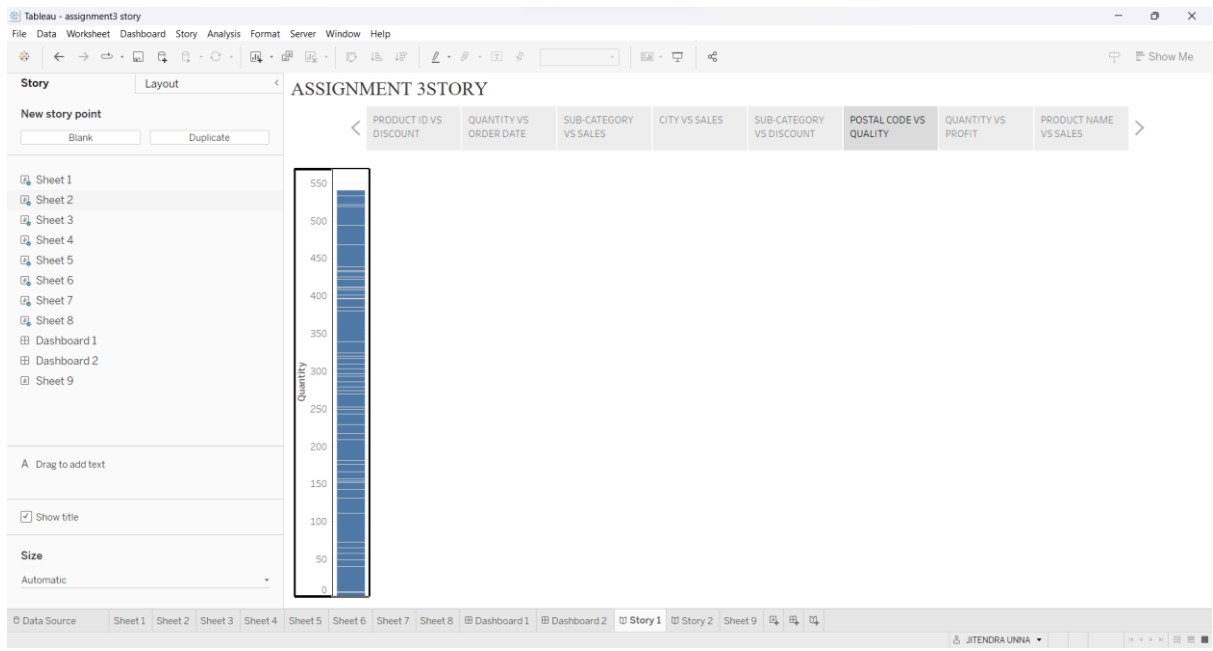 Tableau - assignment3 story
File Data Worksheet Dashboard Story Analysis Format Server Window Help
Show Me
Story Layout
New story point
Blank Duplicate
Sheet 1
Sheet 2
Sheet 3
Sheet 4
Sheet 5
Sheet 6
Sheet 7
Sheet 8
Dashboard 1
Dashboard 2
Sheet 9
A Drag to add text
Show title
Size
Automatic
ASSIGNMENT 3STORY
PRODUCT ID VS
DISCOUNT
QUANTITY VS
ORDER DATE
SUB-CATEGORY
VS SALES
CITY VS SALES
SUB-CATEGORY
VS DISCOUNT
POSTAL CODE VS
QUALITY
QUANTITY VS
PROFIT
PRODUCT NAME
VS SALES
Quantity
550
500
450
400
350
300
250
200
150
100
50
0
Data Source Sheet 1 Sheet 2 Sheet 3 Sheet 4 Sheet 5 Sheet 6 Sheet 7 Sheet 8 Dashboard 1 Dashboard 2 Story 1 Story 2 Sheet 9
JITENDRA UNNA